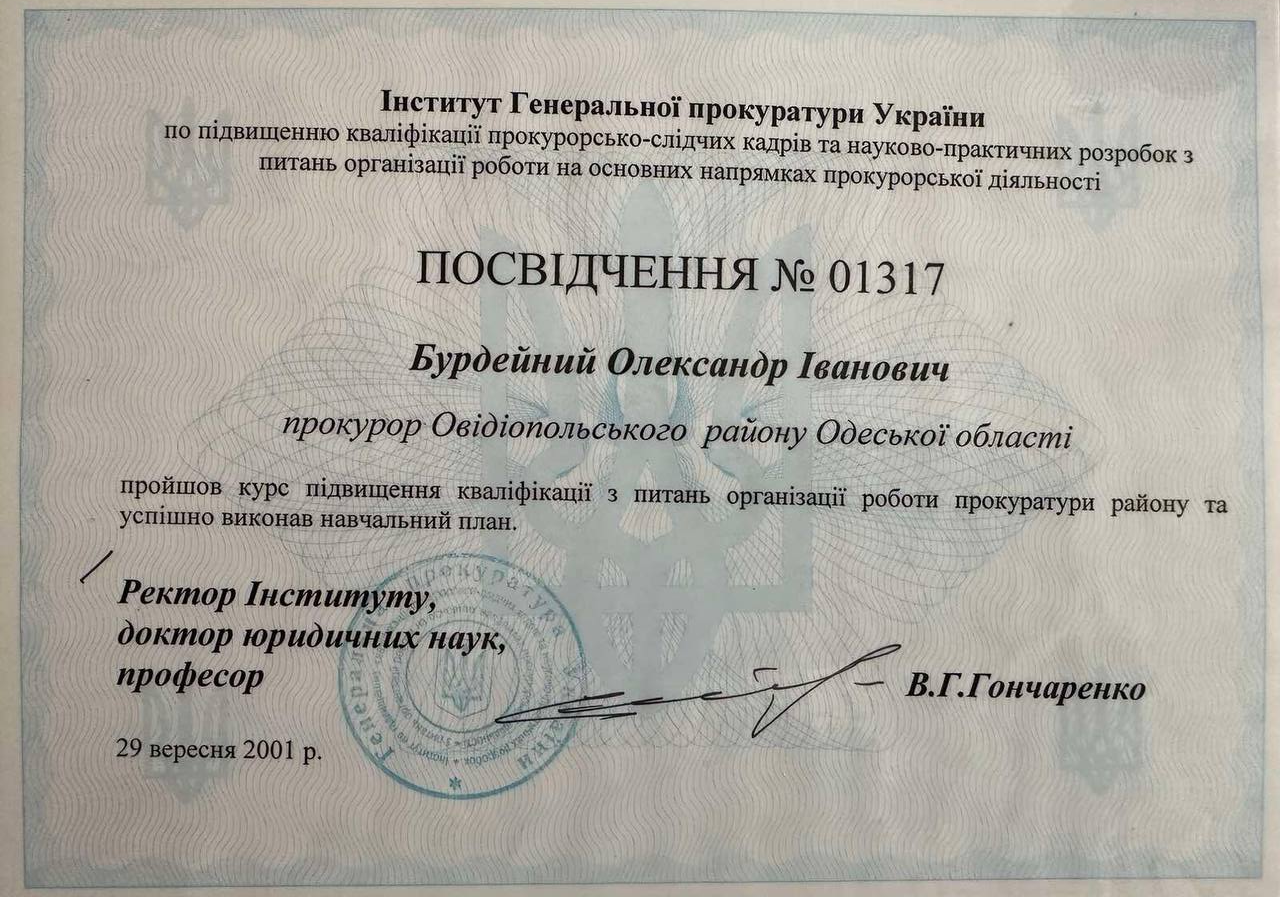 Інститут Генеральної прокуратури України
по підвищенню кваліфікації прокурорсько-слідчих кадрів та науково-практичних розробок з
питань організації роботи на основних напрямках прокурорської діяльності
ПОСВІДЧЕННЯ № 01317
Бурдейний Олександр Іванович
прокурор Овідіопольського району Одеської області
пройшов курс підвищення кваліфікації з питань організації роботи прокуратури району та
успішно виконав навчальний план.
Ректор Інституту,
доктор юридичних наук,
професор
В.Г.Гончаренко
29 вересня 2001 р.
Генеральна прокуратура України